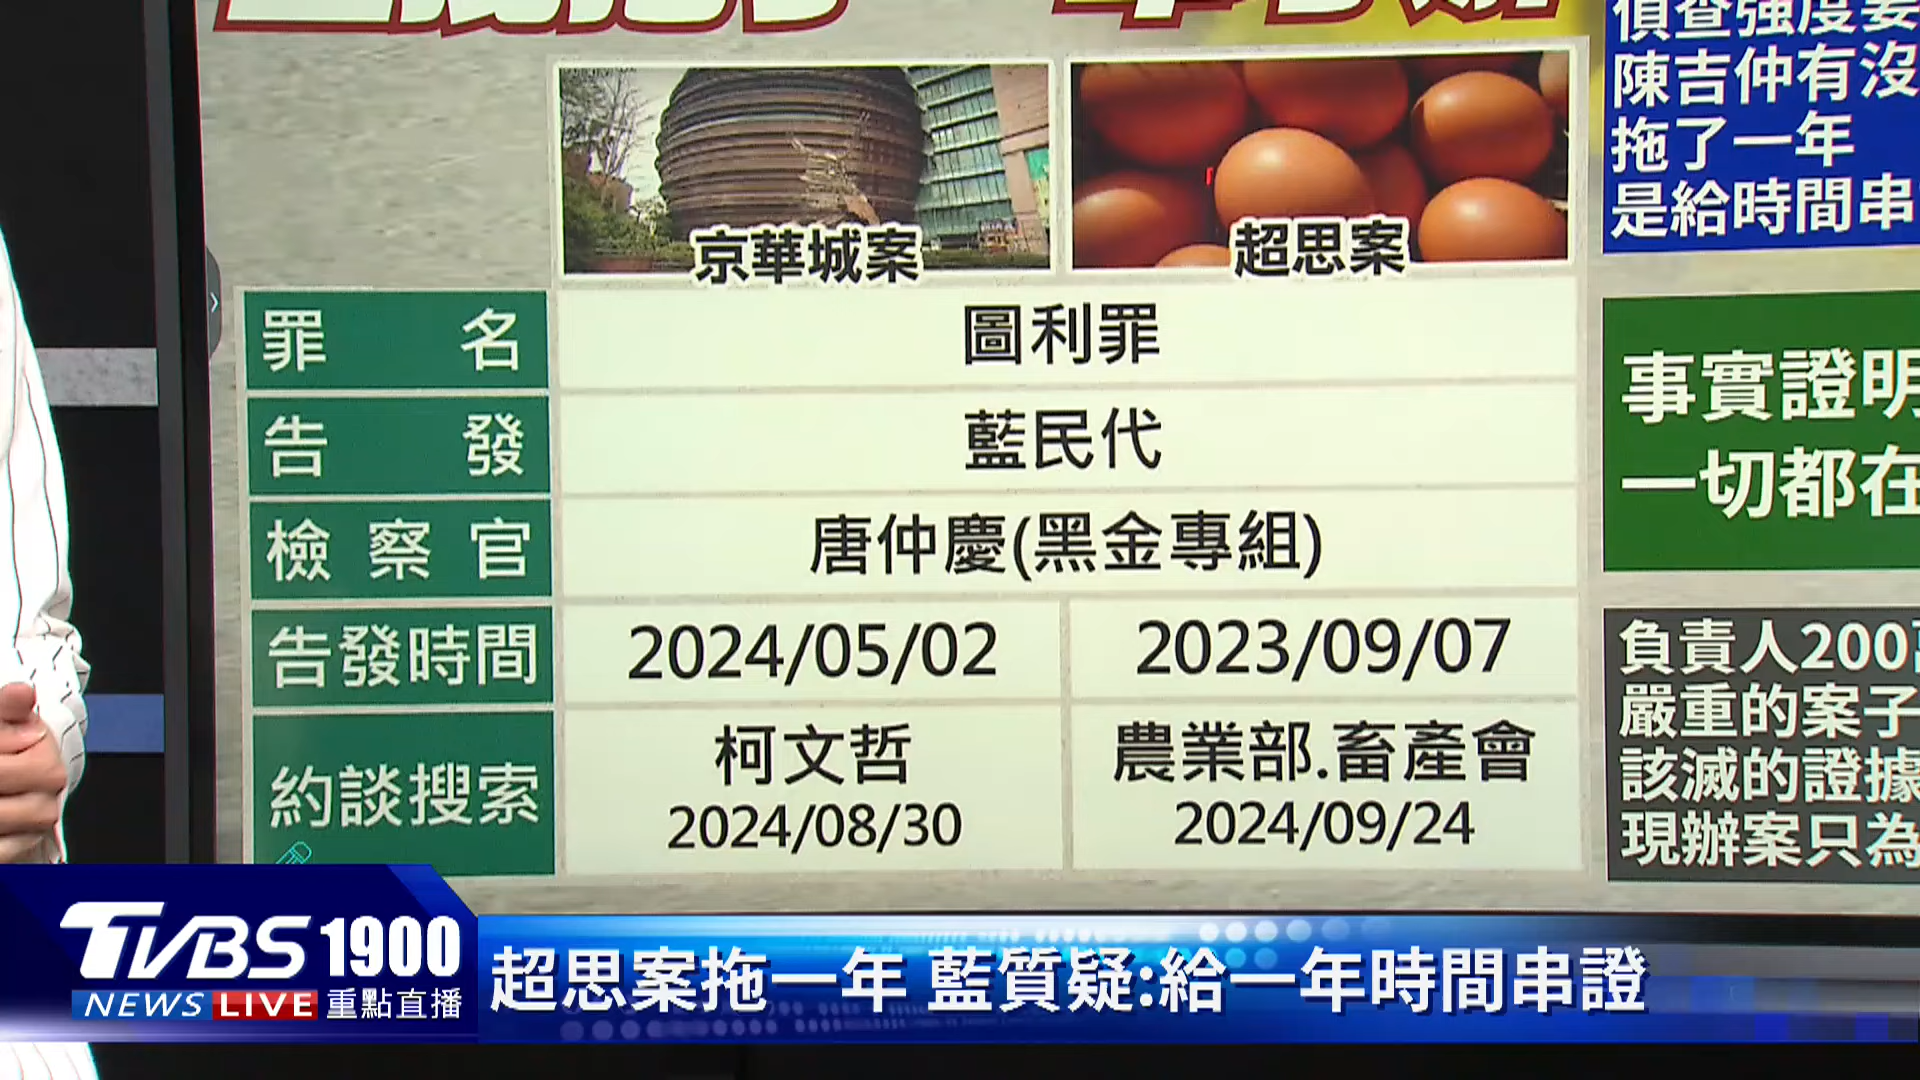 京華城案
超思案
罪名
圖利罪
告發
藍民代
檢察官
唐仲慶(黑金專組)
告發時間
2024/05/02
2023/09/07
約談搜索
柯文哲
2024/08/30
農業部.畜產會
2024/09/24
偵查強度要
陳吉仲有沒
拖了一年
是給時間串
事實證明
一切都在
負責人200萬
嚴重的案子
該滅的證據
現辦案只為
TVBS 1900
NEWS LIVE 重點直播
超思案拖一年 藍質疑:給一年時間串證